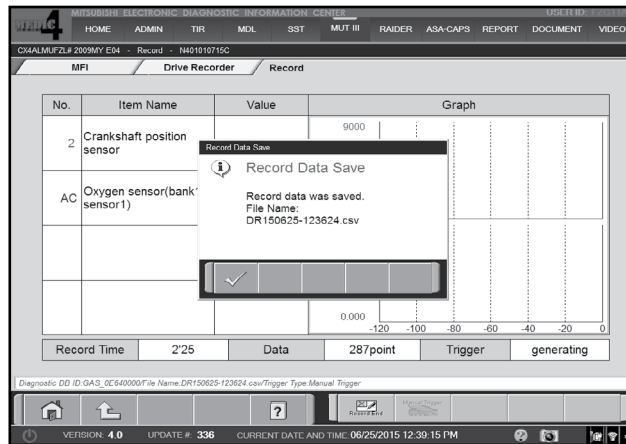 MITSUBISHI ELECTRONIC DIAGNOSTIC INFORMATION CENTER USER ID:
MEDIC 4
HOME ADMIN TIR MDL SST MUT III RAIDER ASA-CAPS REPORT DOCUMENT VIDEO
CX4ALMUFZL# 2009MY E04 - Record - N401010715C
MFI Drive Recorder Record
No. Item Name Value Graph
2 Crankshaft position
sensor
9000
AC Oxygen sensor(bank1
sensor1)
Record Data Save
Record Data Save
Record data was saved.
File Name:
DR150625-123624.csv
0.000
-120 -100 -80 -60 -40 -20 0
Record Time 2'25 Data 287point Trigger generating
Diagnostic DB ID:GAS_0E640000/File Name:DR150625-123624.csv/Trigger Type:Manual Trigger
?
Record End
Manual Trigger
VERSION: 4.0 UPDATE #: 336 CURRENT DATE AND TIME: 06/25/2015 12:39:15 PM